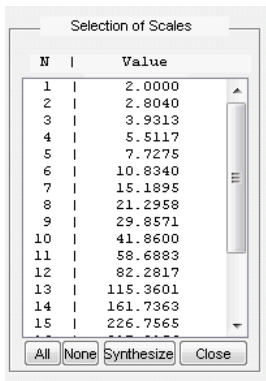 Selection of Scales
N | Value
1 | 2.0000
2 | 2.8040
3 | 3.9313
4 | 5.5117
5 | 7.7275
6 | 10.8340
7 | 15.1895
8 | 21.2958
9 | 29.8571
10 | 41.8600
11 | 58.6883
12 | 82.2817
13 | 115.3601
14 | 161.7363
15 | 226.7565
All None Synthesize Close